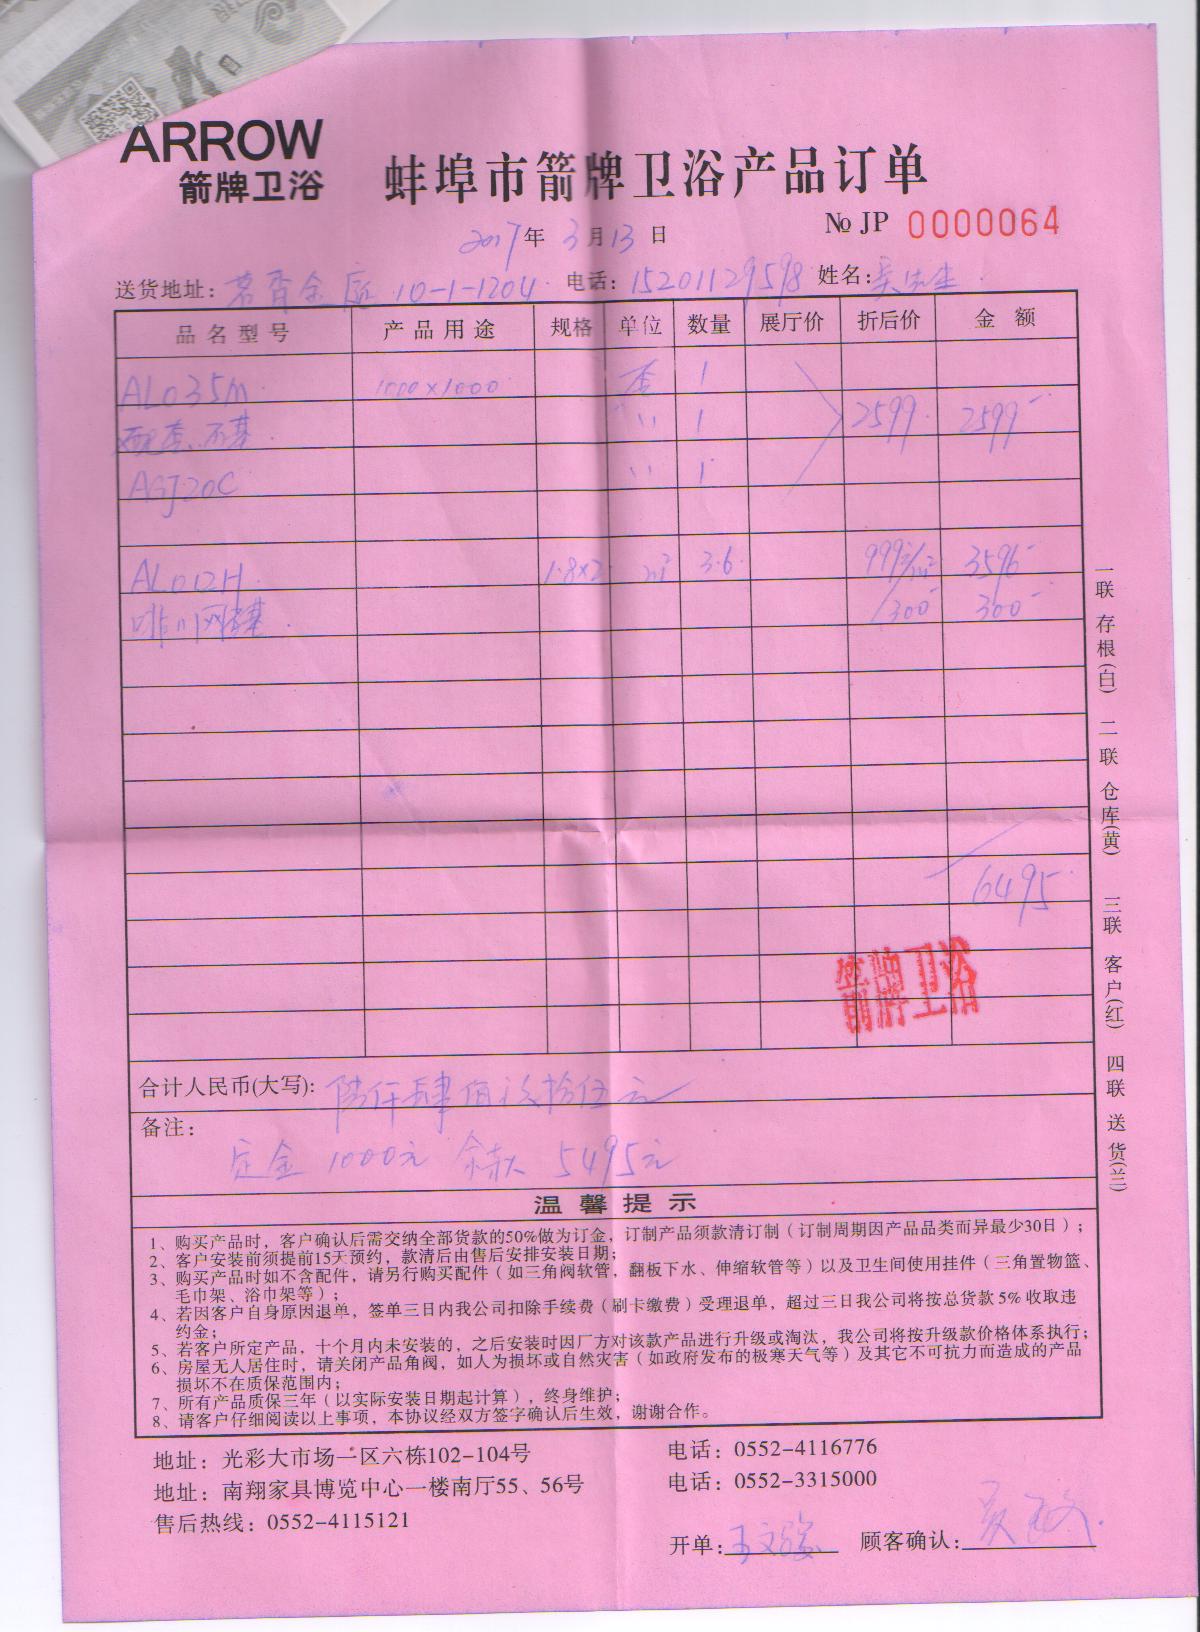 ARROW
箭牌卫浴
蚌埠市箭牌卫浴产品订单
№ JP 0000064
2017年 3月 13日
送货地址: 茗香金庭 10-1-1204 电话: 15201129598 姓名: 吴先生
品名型号 产品用途 规格 单位 数量 展厅价 折后价 金额
AL035M 1000×1000 套 1
石基 〃 1 2599 2599-
AGJ20C 〃 1
AL012H 1.8×2 m² 3.6 999元/m² 3596-
300- 300-
6495
箭牌卫浴
合计人民币(大写): 陆仟肆佰玖拾伍元
备注:
定金 1000元 余款 5495元
温馨提示
1、购买产品时，客户确认后需交纳全部货款的50%做为订金，订制产品须款清订制（订制周期因产品品类而异最少30日）；
2、客户安装前须提前15天预约，款清后由售后安排安装日期；
3、购买产品时如不含配件，请另行购买配件（如三角阀软管，翻板下水、伸缩软管等）以及卫生间使用挂件（三角置物篮、
毛巾架、浴巾架等）；
4、若因客户自身原因退单，签单三日内我公司扣除手续费（刷卡缴费）受理退单，超过三日我公司将按总货款5%收取违
约金；
5、若客户所定产品，十个月内未安装的，之后安装时因厂方对该款产品进行升级或淘汰，我公司将按升级款价格体系执行；
6、房屋无人居住时，请关闭产品角阀，如人为损坏或自然灾害（如政府发布的极寒天气等）及其它不可抗力而造成的产品
损坏不在质保范围内；
7、所有产品质保三年（以实际安装日期起计算），终身维护；
8、请客户仔细阅读以上事项，本协议经双方签字确认后生效，谢谢合作。
地址：光彩大市场一区六栋102-104号 电话：0552-4116776
地址：南翔家具博览中心一楼南厅55、56号 电话：0552-3315000
售后热线：0552-4115121
开单: 顾客确认:
一联 存根(白) 二联 仓库(黄) 三联 客户(红) 四联 送货(兰)